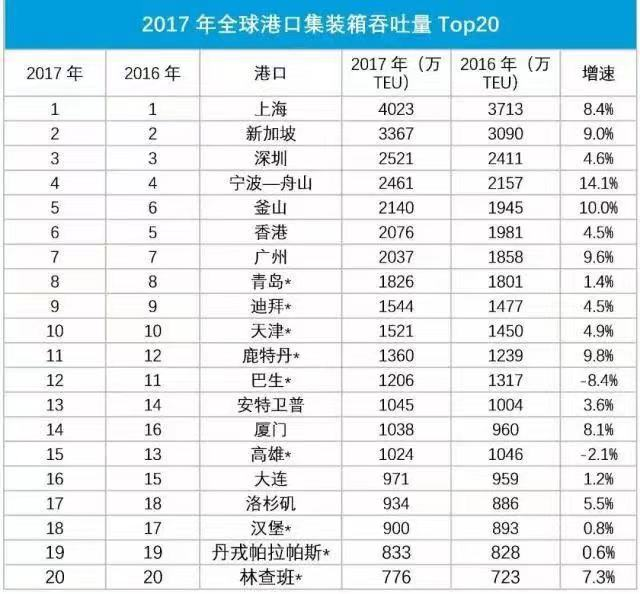 2017 年全球港口集装箱吞吐量 Top20
2017 年 2016 年 港口 2017 年（万TEU） 2016 年（万TEU） 增速
1 1 上海 4023 3713 8.4%
2 2 新加坡 3367 3090 9.0%
3 3 深圳 2521 2411 4.6%
4 4 宁波—舟山 2461 2157 14.1%
5 6 釜山 2140 1945 10.0%
6 5 香港 2076 1981 4.5%
7 7 广州 2037 1858 9.6%
8 8 青岛* 1826 1801 1.4%
9 9 迪拜* 1544 1477 4.5%
10 10 天津* 1521 1450 4.9%
11 12 鹿特丹* 1360 1239 9.8%
12 11 巴生* 1206 1317 -8.4%
13 14 安特卫普 1045 1004 3.6%
14 16 厦门 1038 960 8.1%
15 13 高雄* 1024 1046 -2.1%
16 15 大连 971 959 1.2%
17 18 洛杉矶 934 886 5.5%
18 17 汉堡* 900 893 0.8%
19 19 丹戎帕拉帕斯* 833 828 0.6%
20 20 林查班* 776 723 7.3%